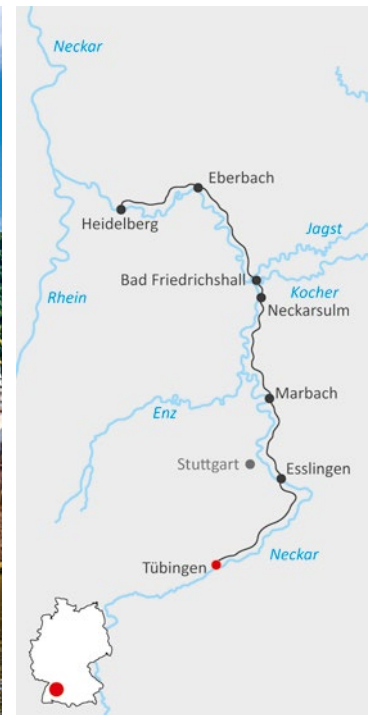 Neckar
Eberbach
Heidelberg
Jagst
Bad Friedrichshall
Kocher
Rhein
Neckarsulm
Marbach
Enz
Stuttgart
Esslingen
Neckar
Tübingen